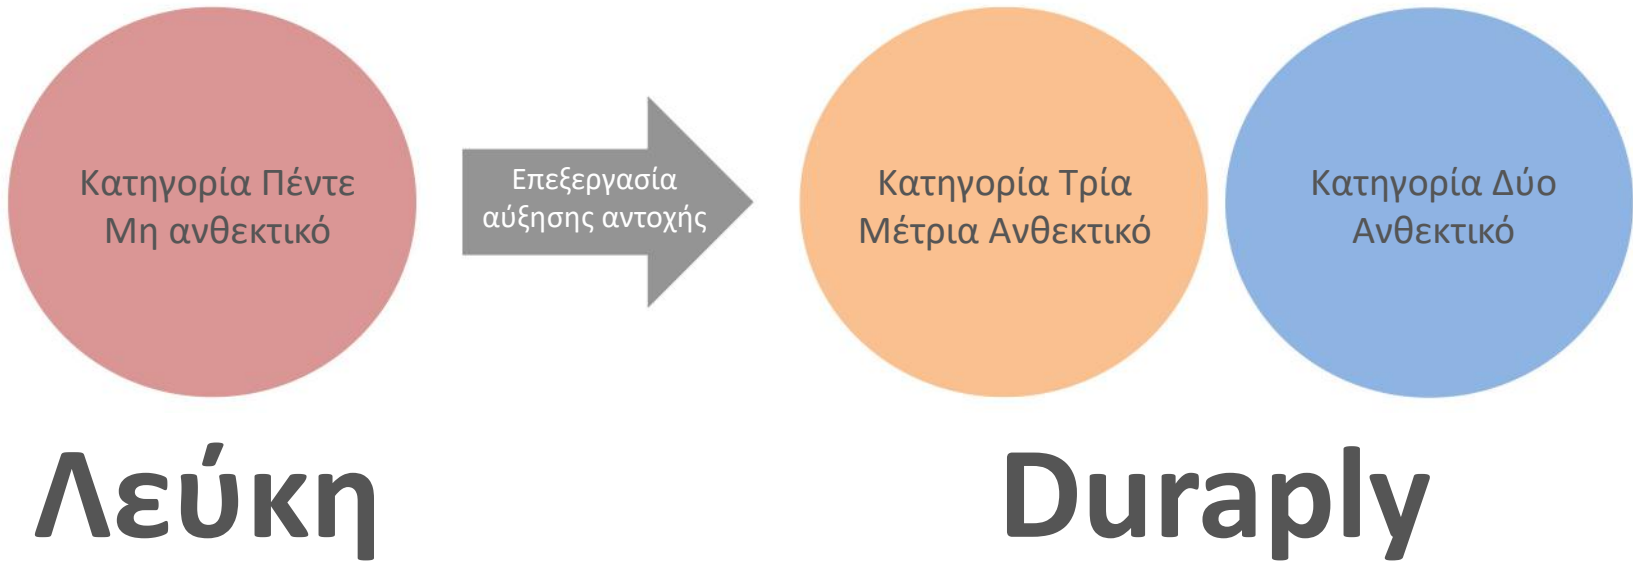 Κατηγορία Πέντε
Μη ανθεκτικό
Επεξεργασία
αύξησης αντοχής
Κατηγορία Τρία
Μέτρια Ανθεκτικό
Κατηγορία Δύο
Ανθεκτικό
Λεύκη
Duraply